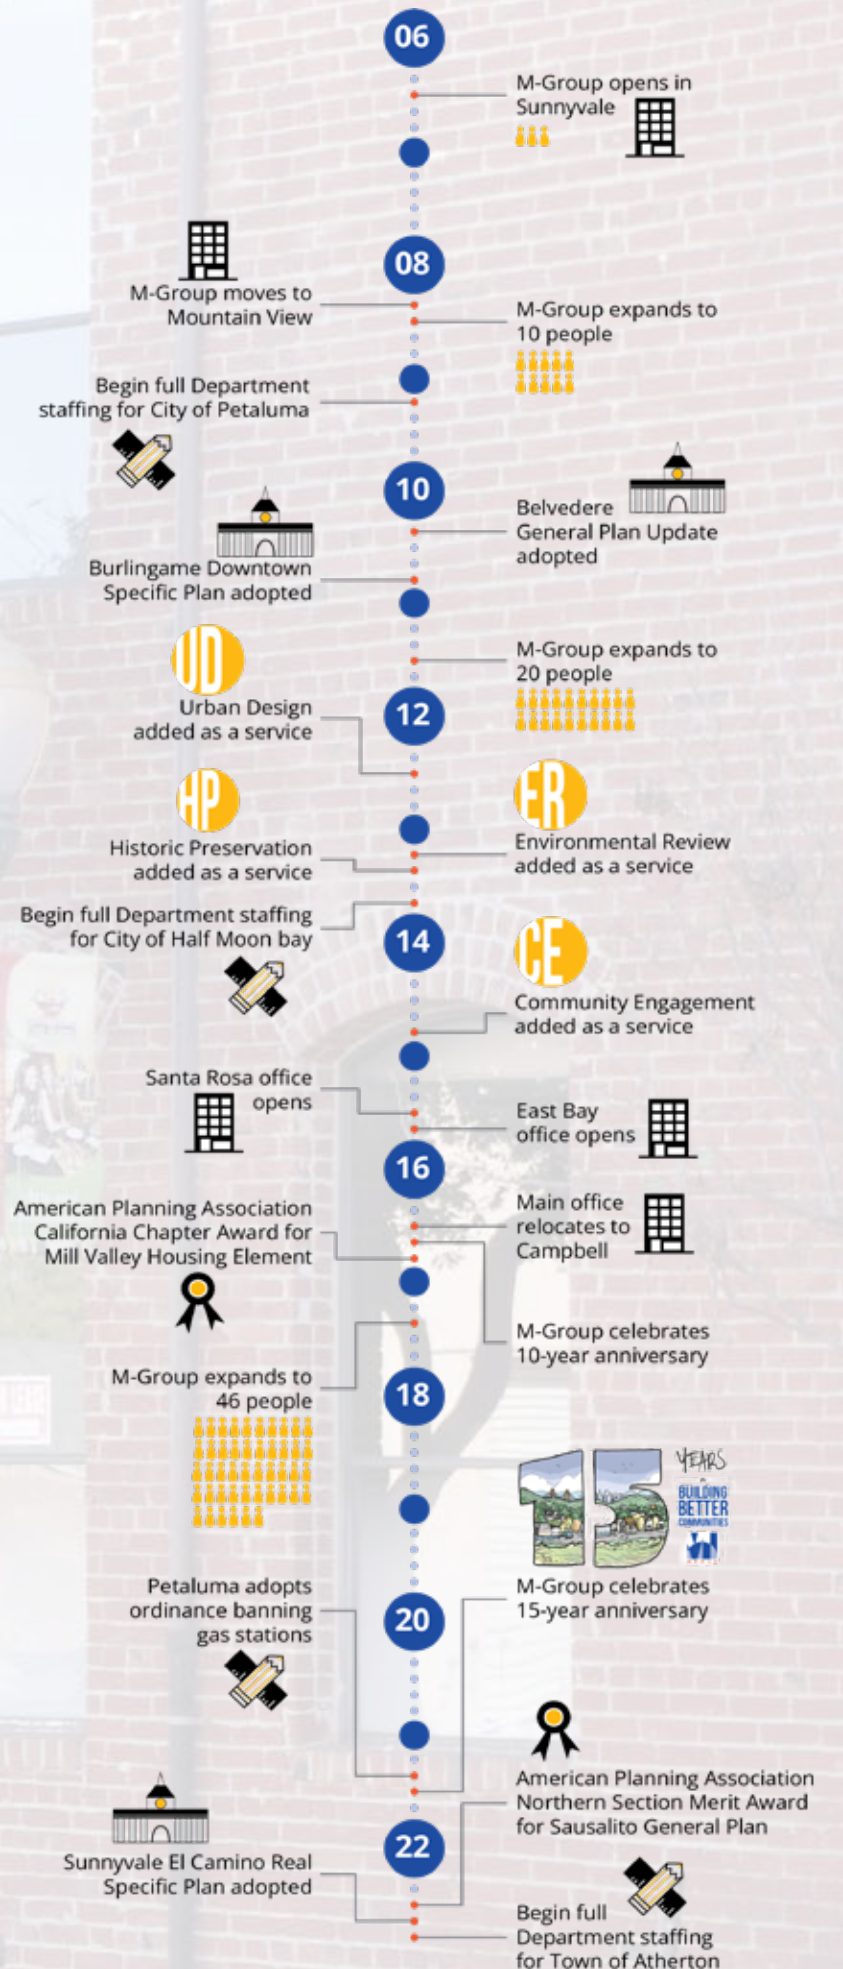 06
M-Group opens in
Sunnyvale
08
M-Group moves to
Mountain View
M-Group expands to
10 people
Begin full Department
staffing for City of Petaluma
10
Belvedere
General Plan Update
adopted
Burlingame Downtown
Specific Plan adopted
M-Group expands to
20 people
UD
Urban Design
added as a service
12
HP
Historic Preservation
added as a service
ER
Environmental Review
added as a service
Begin full Department staffing
for City of Half Moon bay
14
CE
Community Engagement
added as a service
Santa Rosa office
opens
East Bay
office opens
16
Main office
relocates to
Campbell
American Planning Association
California Chapter Award for
Mill Valley Housing Element
M-Group celebrates
10-year anniversary
M-Group expands to
46 people
18
15
YEARS
BUILDING
BETTER
COMMUNITIES
M-Group celebrates
15-year anniversary
Petaluma adopts
ordinance banning
gas stations
20
American Planning Association
Northern Section Merit Award
for Sausalito General Plan
22
Sunnyvale El Camino Real
Specific Plan adopted
Begin full
Department staffing
for Town of Atherton